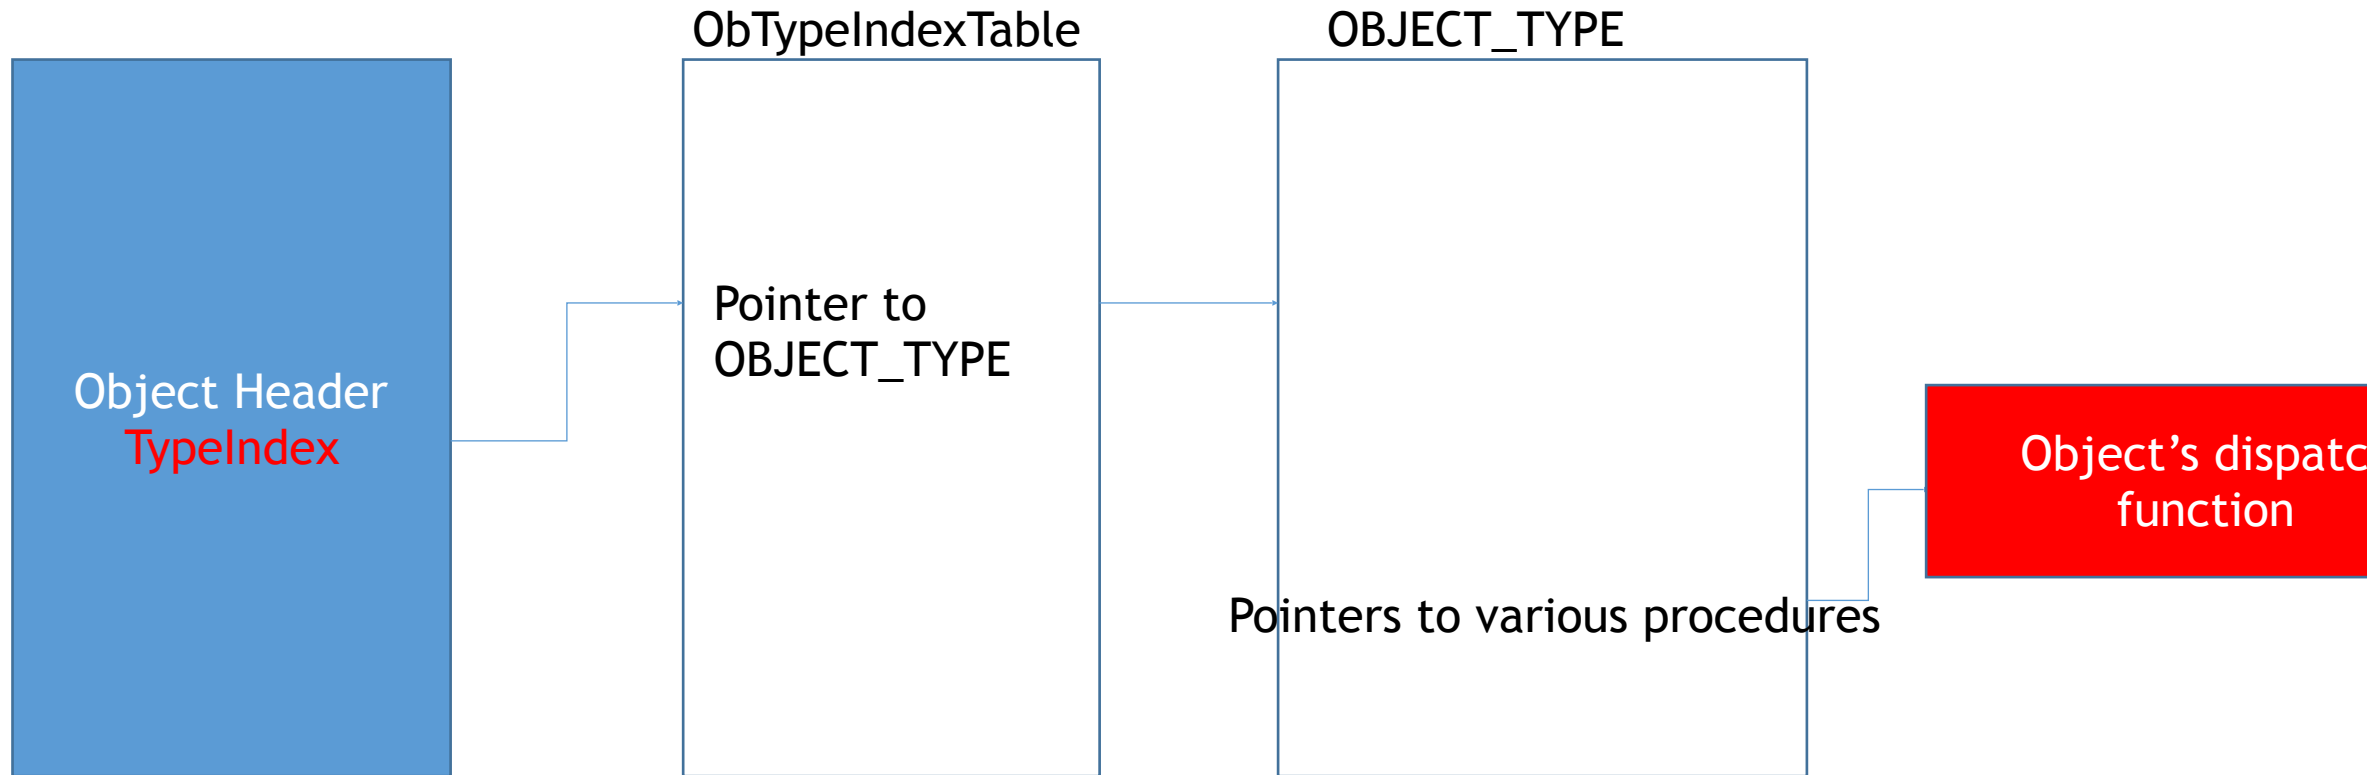 ObTypeIndexTable
OBJECT_TYPE
Object Header
TypeIndex
Pointer to
OBJECT_TYPE
Pointers to various procedures
Object’s dispatc
function